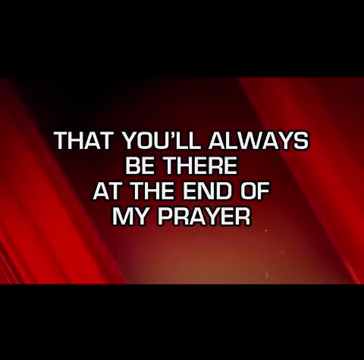 THAT YOU'LL ALWAYS
BE THERE
AT THE END OF
MY PRAYER